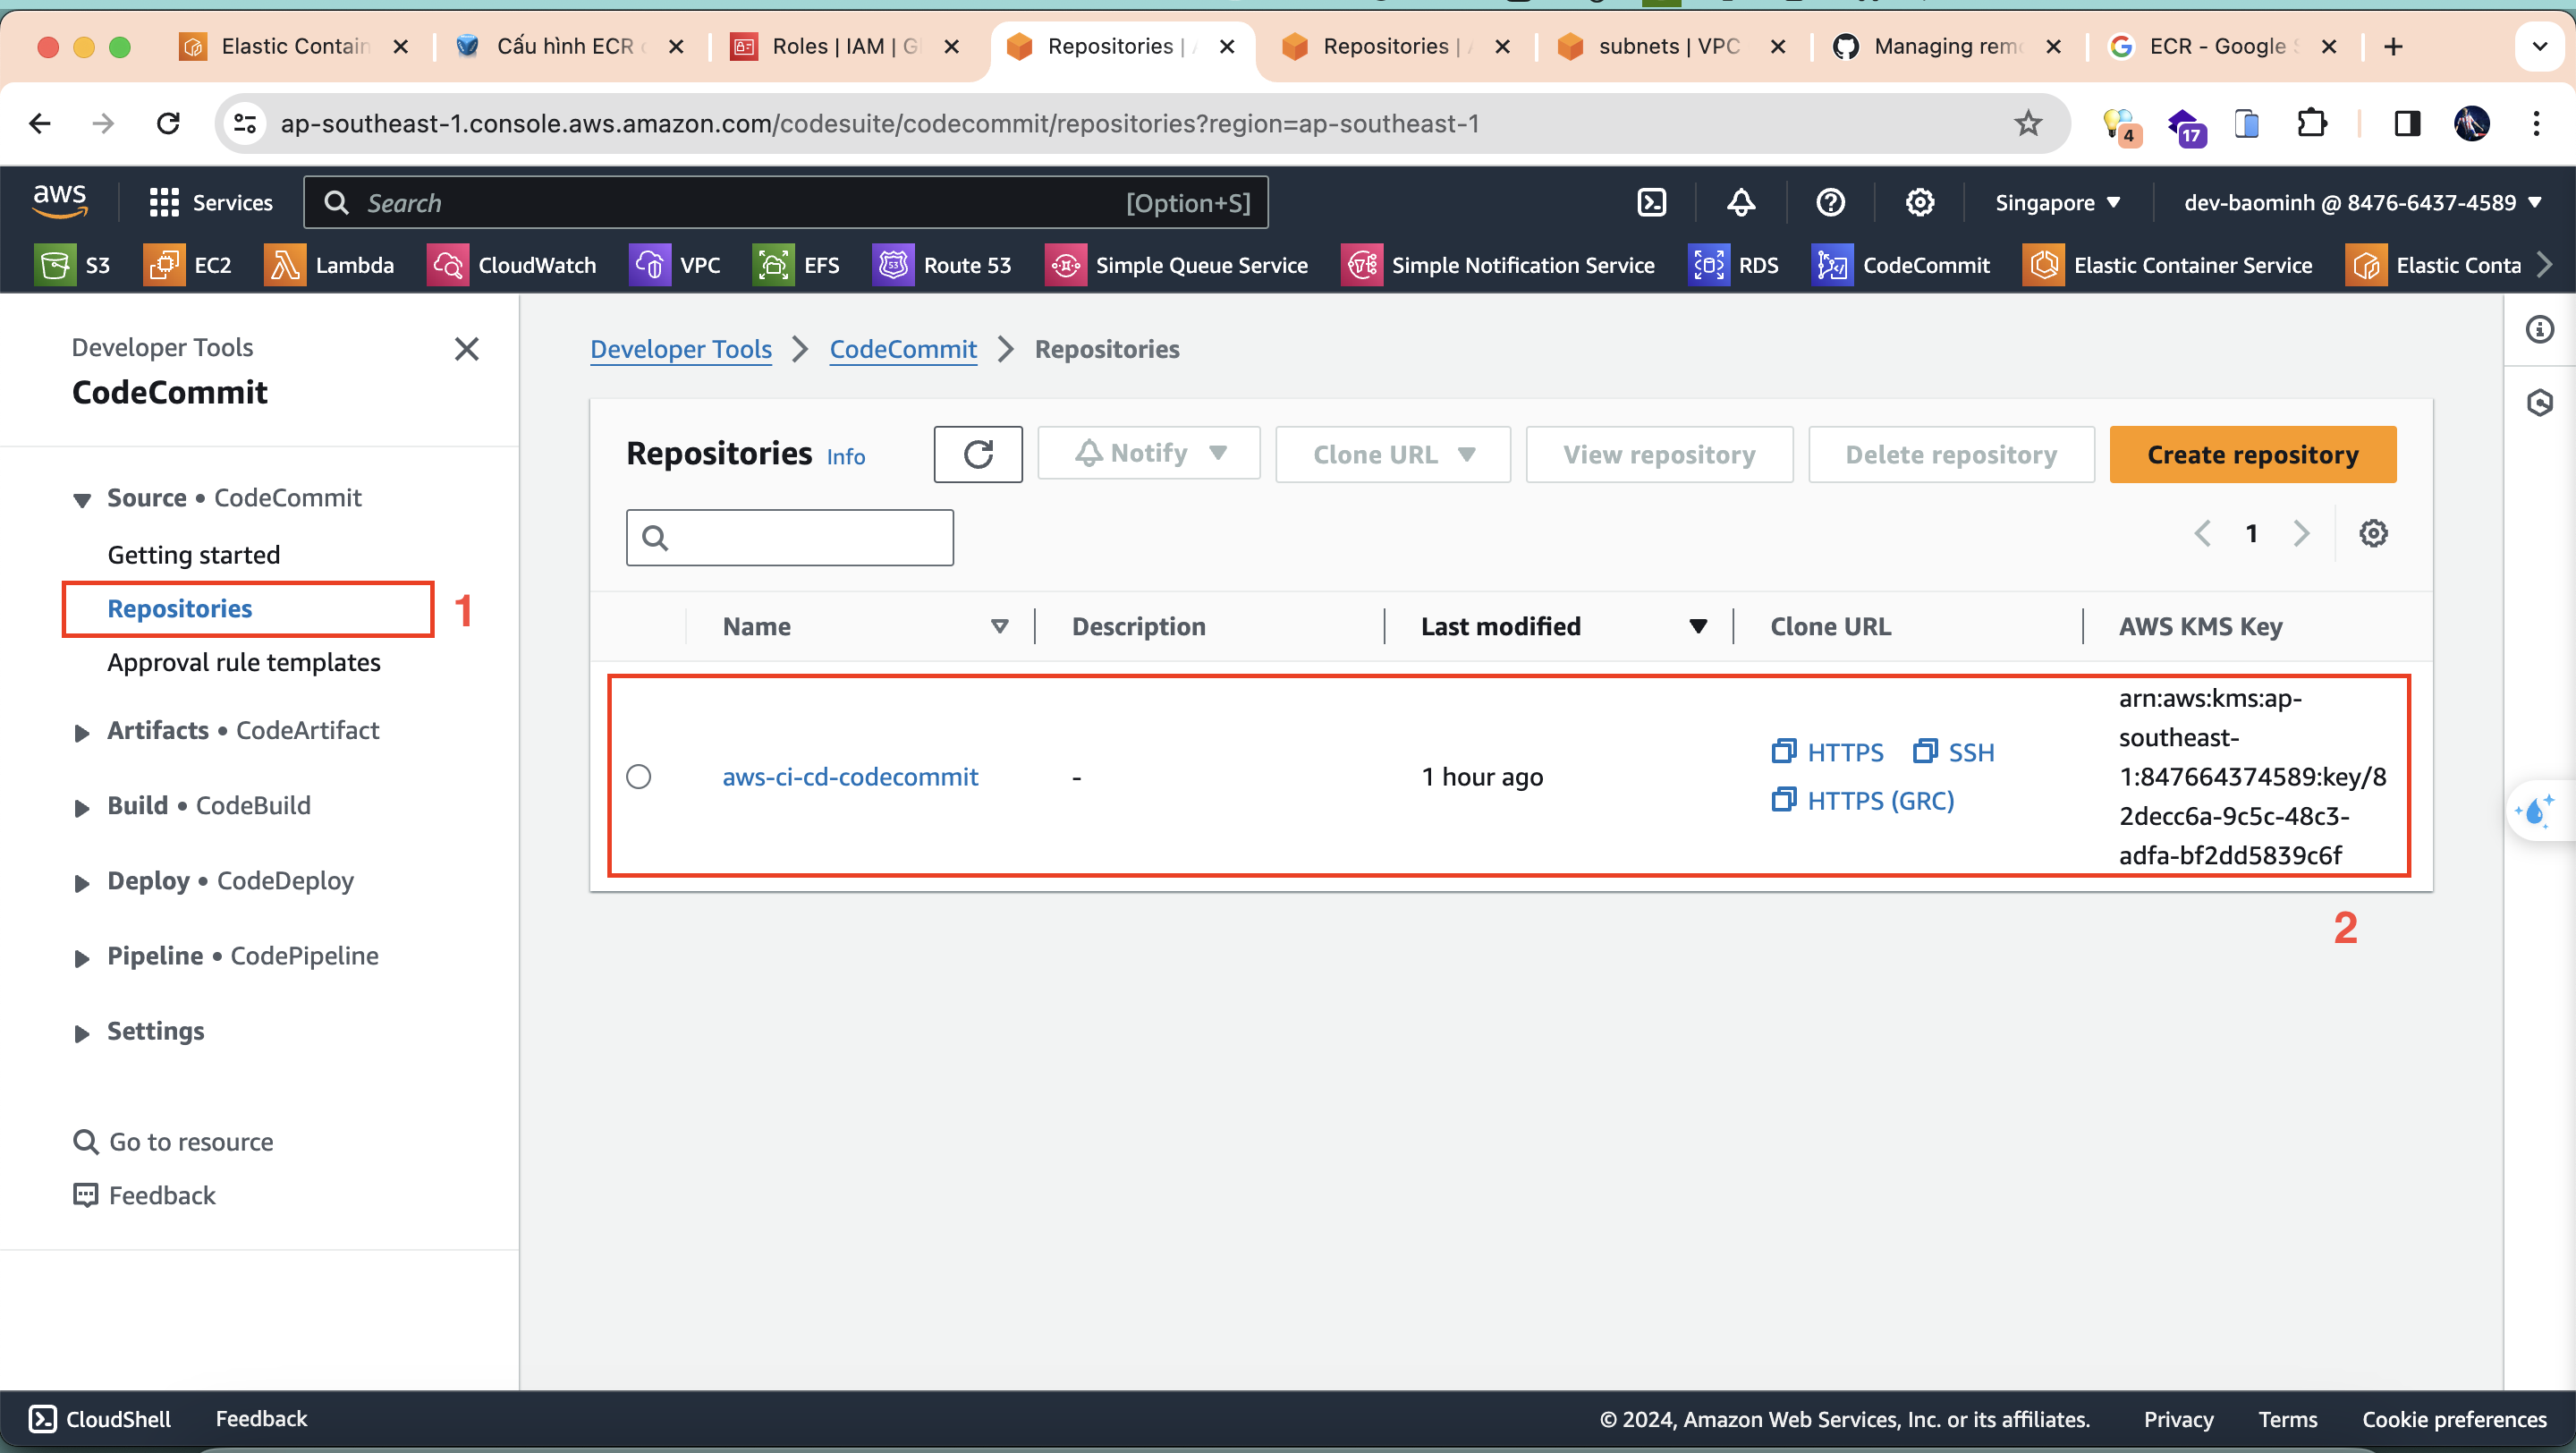 Elastic Contain
Cấu hình ECR
Roles | IAM | Gl
Repositories |
Repositories |
subnets | VPC
Managing rem
ECR - Google S
ap-southeast-1.console.aws.amazon.com/codesuite/codecommit/repositories?region=ap-southeast-1
4
17
aws
Services
Search
[Option+S]
Singapore
dev-baominh @ 8476-6437-4589
S3
EC2
Lambda
CloudWatch
VPC
EFS
53
Route 53
Simple Queue Service
Simple Notification Service
RDS
CodeCommit
Elastic Container Service
Elastic Conta
Developer Tools
CodeCommit
Source • CodeCommit
Getting started
Repositories
1
Approval rule templates
Artifacts • CodeArtifact
Build • CodeBuild
Deploy • CodeDeploy
Pipeline • CodePipeline
Settings
Go to resource
Feedback
Developer Tools
CodeCommit
Repositories
Repositories Info
Notify
Clone URL
View repository
Delete repository
Create repository
1
Name
Description
Last modified
Clone URL
AWS KMS Key
aws-ci-cd-codecommit
-
1 hour ago
HTTPS
SSH
HTTPS (GRC)
arn:aws:kms:ap-
southeast-
1:847664374589:key/8
2decc6a-9c5c-48c3-
adfa-bf2dd5839c6f
2
CloudShell
Feedback
© 2024, Amazon Web Services, Inc. or its affiliates.
Privacy
Terms
Cookie preferences